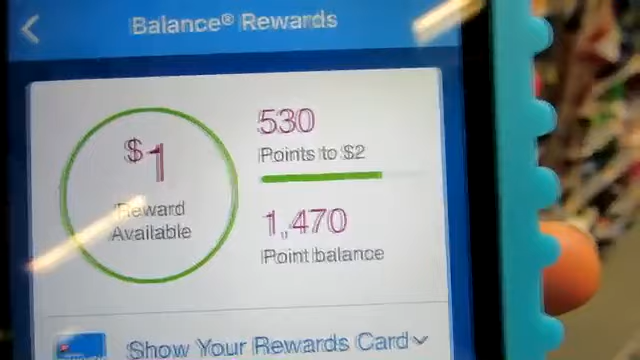 Balance® Rewards
$1
Reward
Available
530
Points to $2
1,470
Point balance
Show Your Rewards Card